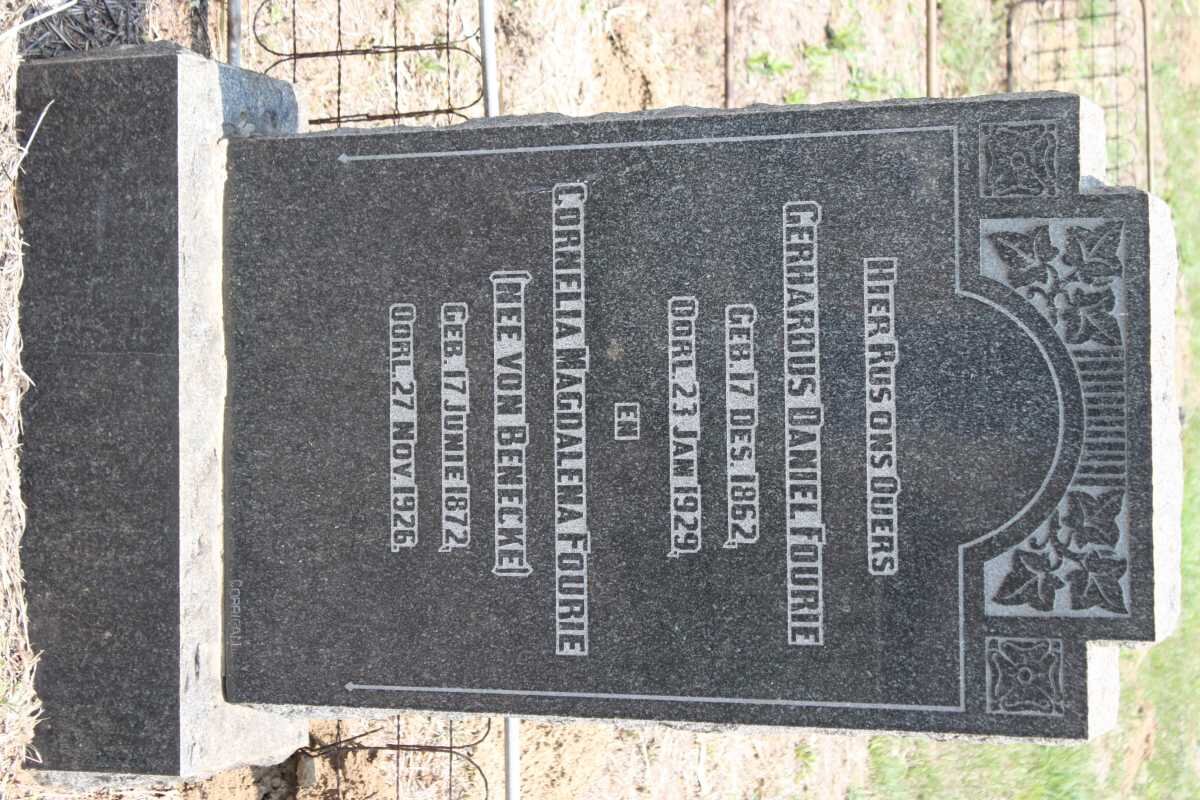 HIER RUS ONS OUERS
GERHARDUS DANIEL FOURIE
GEB. 17 DES. 1862,
OORL. 23 JAN 1929,
EN
CORNELIA MAGDALENA FOURIE
(NEE VON BENECKE)
GEB. 17 JUNIE 1872,
OORL. 27 NOV 1926,
CORRIGALL